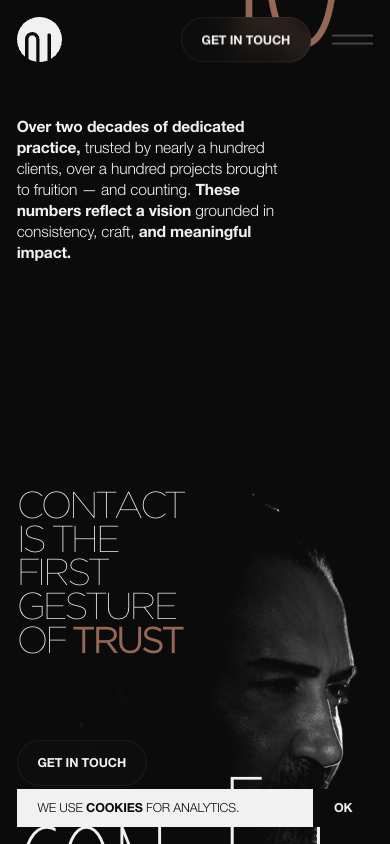 GET IN TOUCH
Over two decades of dedicated
practice, trusted by nearly a hundred
clients, over a hundred projects brought
to fruition — and counting. These
numbers reflect a vision grounded in
consistency, craft, and meaningful
impact.
CONTACT
IS THE
FIRST
GESTURE
OF TRUST
GET IN TOUCH
WE USE COOKIES FOR ANALYTICS.
OK